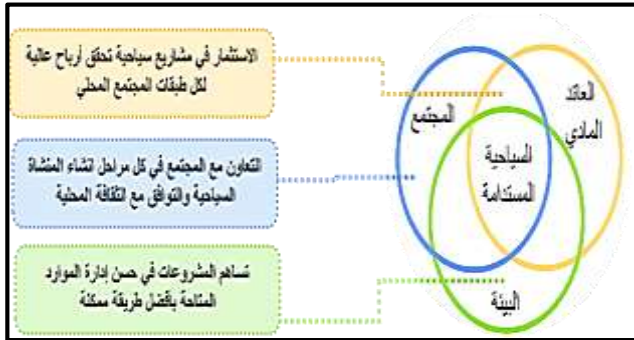 الاستثمار في مشاريع سياحية تحقق أرباح عالية
لكل طبقات المجتمع المحلي
التعاون مع المجتمع في كل مراحل انشاء المنشاة
السياحية والتوافق مع الثقافة المحلية
تساهم المشروعات في حسن إدارة الموارد
المتاحة بأفضل طريقة ممكنة
العائد
المادي
المجتمع
السياحية
المستدامة
البيئة